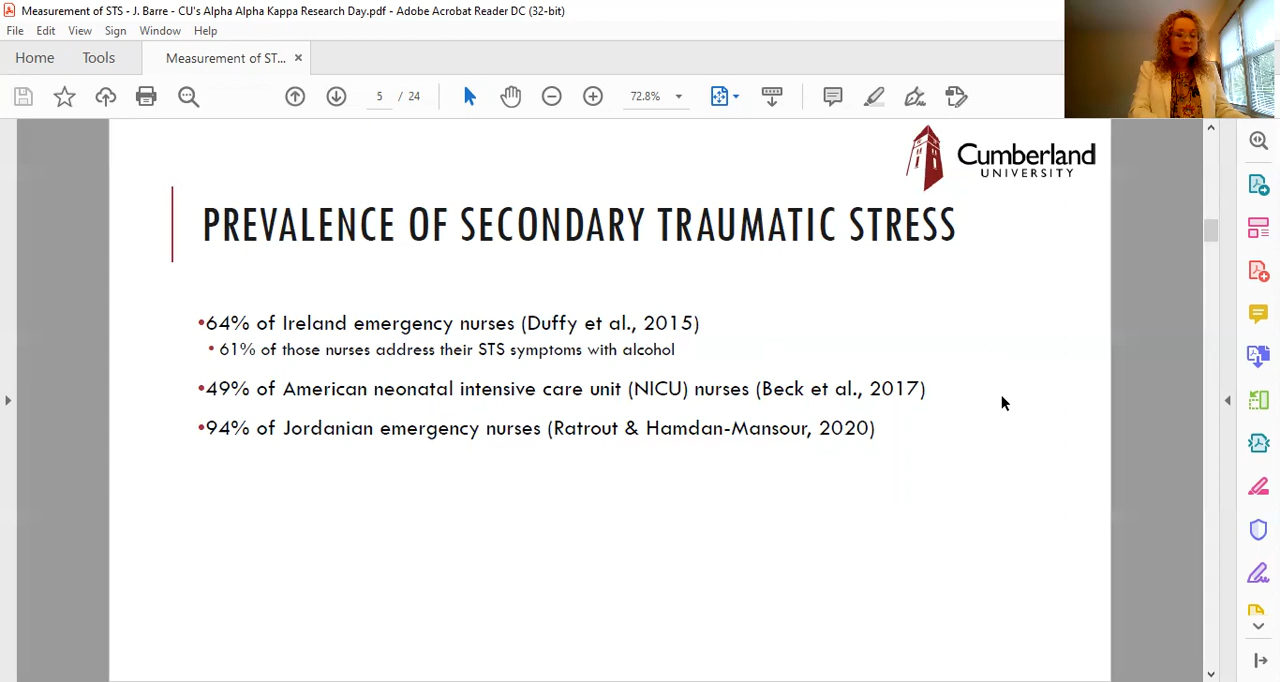 Measurement of STS - J. Barre - CU's Alpha Alpha Kappa Research Day.pdf - Adobe Acrobat Reader DC (32-bit)
File Edit View Sign Window Help
Home Tools Measurement of ST... ×
5 / 24 72.8%
Cumberland
UNIVERSITY
PREVALENCE OF SECONDARY TRAUMATIC STRESS
•64% of Ireland emergency nurses (Duffy et al., 2015)
• 61% of those nurses address their STS symptoms with alcohol
•49% of American neonatal intensive care unit (NICU) nurses (Beck et al., 2017)
•94% of Jordanian emergency nurses (Ratrout & Hamdan-Mansour, 2020)